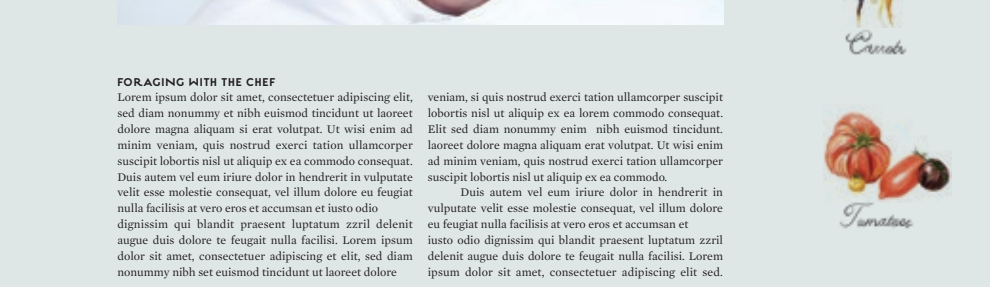 FORAGING WITH THE CHEF
Lorem ipsum dolor sit amet, consectetuer adipiscing elit,
sed diam nonummy et nibh euismod tincidunt ut laoreet
dolore magna aliquam si erat volutpat. Ut wisi enim ad
minim veniam, quis nostrud exerci tation ullamcorper
suscipit lobortis nisl ut aliquip ex ea commodo consequat.
Duis autem vel eum iriure dolor in hendrerit in vulputate
velit esse molestie consequat, vel illum dolore eu feugiat
nulla facilisis at vero eros et accumsan et iusto odio
dignissim qui blandit praesent luptatum zzril delenit
augue duis dolore te feugait nulla facilisi. Lorem ipsum
dolor sit amet, consectetuer adipiscing et elit, sed diam
nonummy nibh set euismod tincidunt ut laoreet dolore
veniam, si quis nostrud exerci tation ullamcorper suscipit
lobortis nisl ut aliquip ex ea lorem commodo consequat.
Elit sed diam nonummy enim nibh euismod tincidunt.
laoreet dolore magna aliquam erat volutpat. Ut wisi enim
ad minim veniam, quis nostrud exerci tation ullamcorper
suscipit lobortis nisl ut aliquip ex ea commodo.
Duis autem vel eum iriure dolor in hendrerit in
vulputate velit esse molestie consequat, vel illum dolore
eu feugiat nulla facilisis at vero eros et accumsan et
iusto odio dignissim qui blandit praesent luptatum zzril
delenit augue duis dolore te feugait nulla facilisi. Lorem
ipsum dolor sit amet, consectetuer adipiscing elit sed.
Carrots
Tomatoes